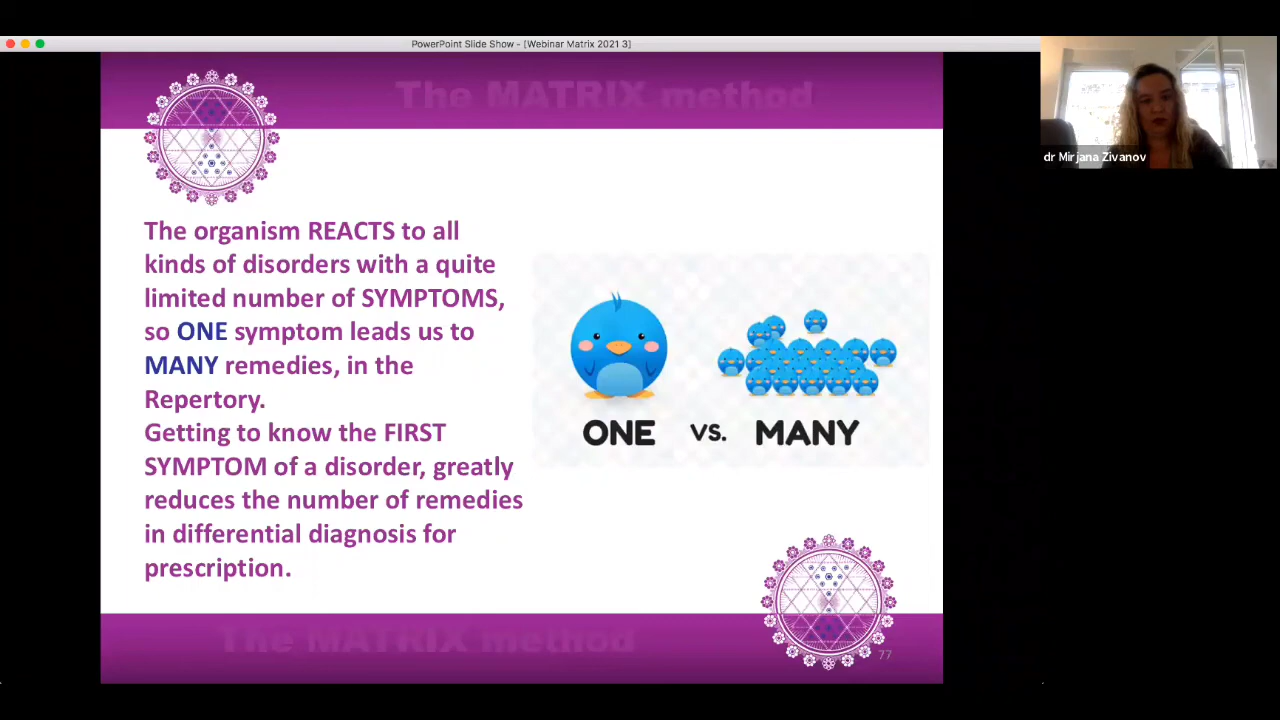 PowerPoint Slide Show - [Webinar Matrix 2021 3]
The MATRIX method
dr Mirjana Zivanov
The organism REACTS to all
kinds of disorders with a quite
limited number of SYMPTOMS,
so ONE symptom leads us to
MANY remedies, in the
Repertory.
Getting to know the FIRST
SYMPTOM of a disorder, greatly
reduces the number of remedies
in differential diagnosis for
prescription.
ONE vs. MANY
The MATRIX method
77